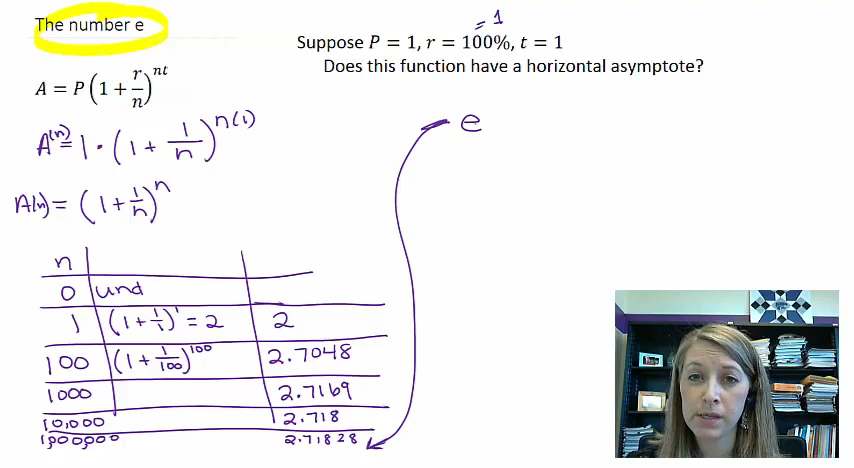 The number e
= 1
Suppose P = 1, r = 100%, t = 1
Does this function have a horizontal asymptote?
A = P(1 + r/n)^nt
A(n) = 1 • (1 + 1/n)^n(1)
e
A(n) = (1 + 1/n)^n
n
0 und
1 (1 + 1/1)^1 = 2 2
100 (1 + 1/100)^100 2.7048
1000 2.7169
10,000 2.718
1,000,000 2.71828